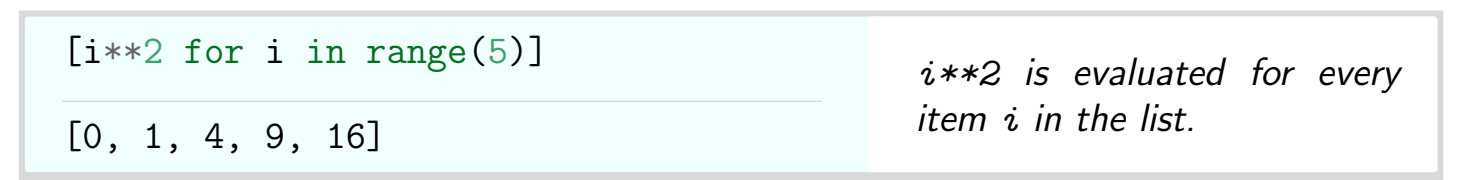 [i**2 for i in range(5)]
[0, 1, 4, 9, 16]
i**2 is evaluated for every
item i in the list.